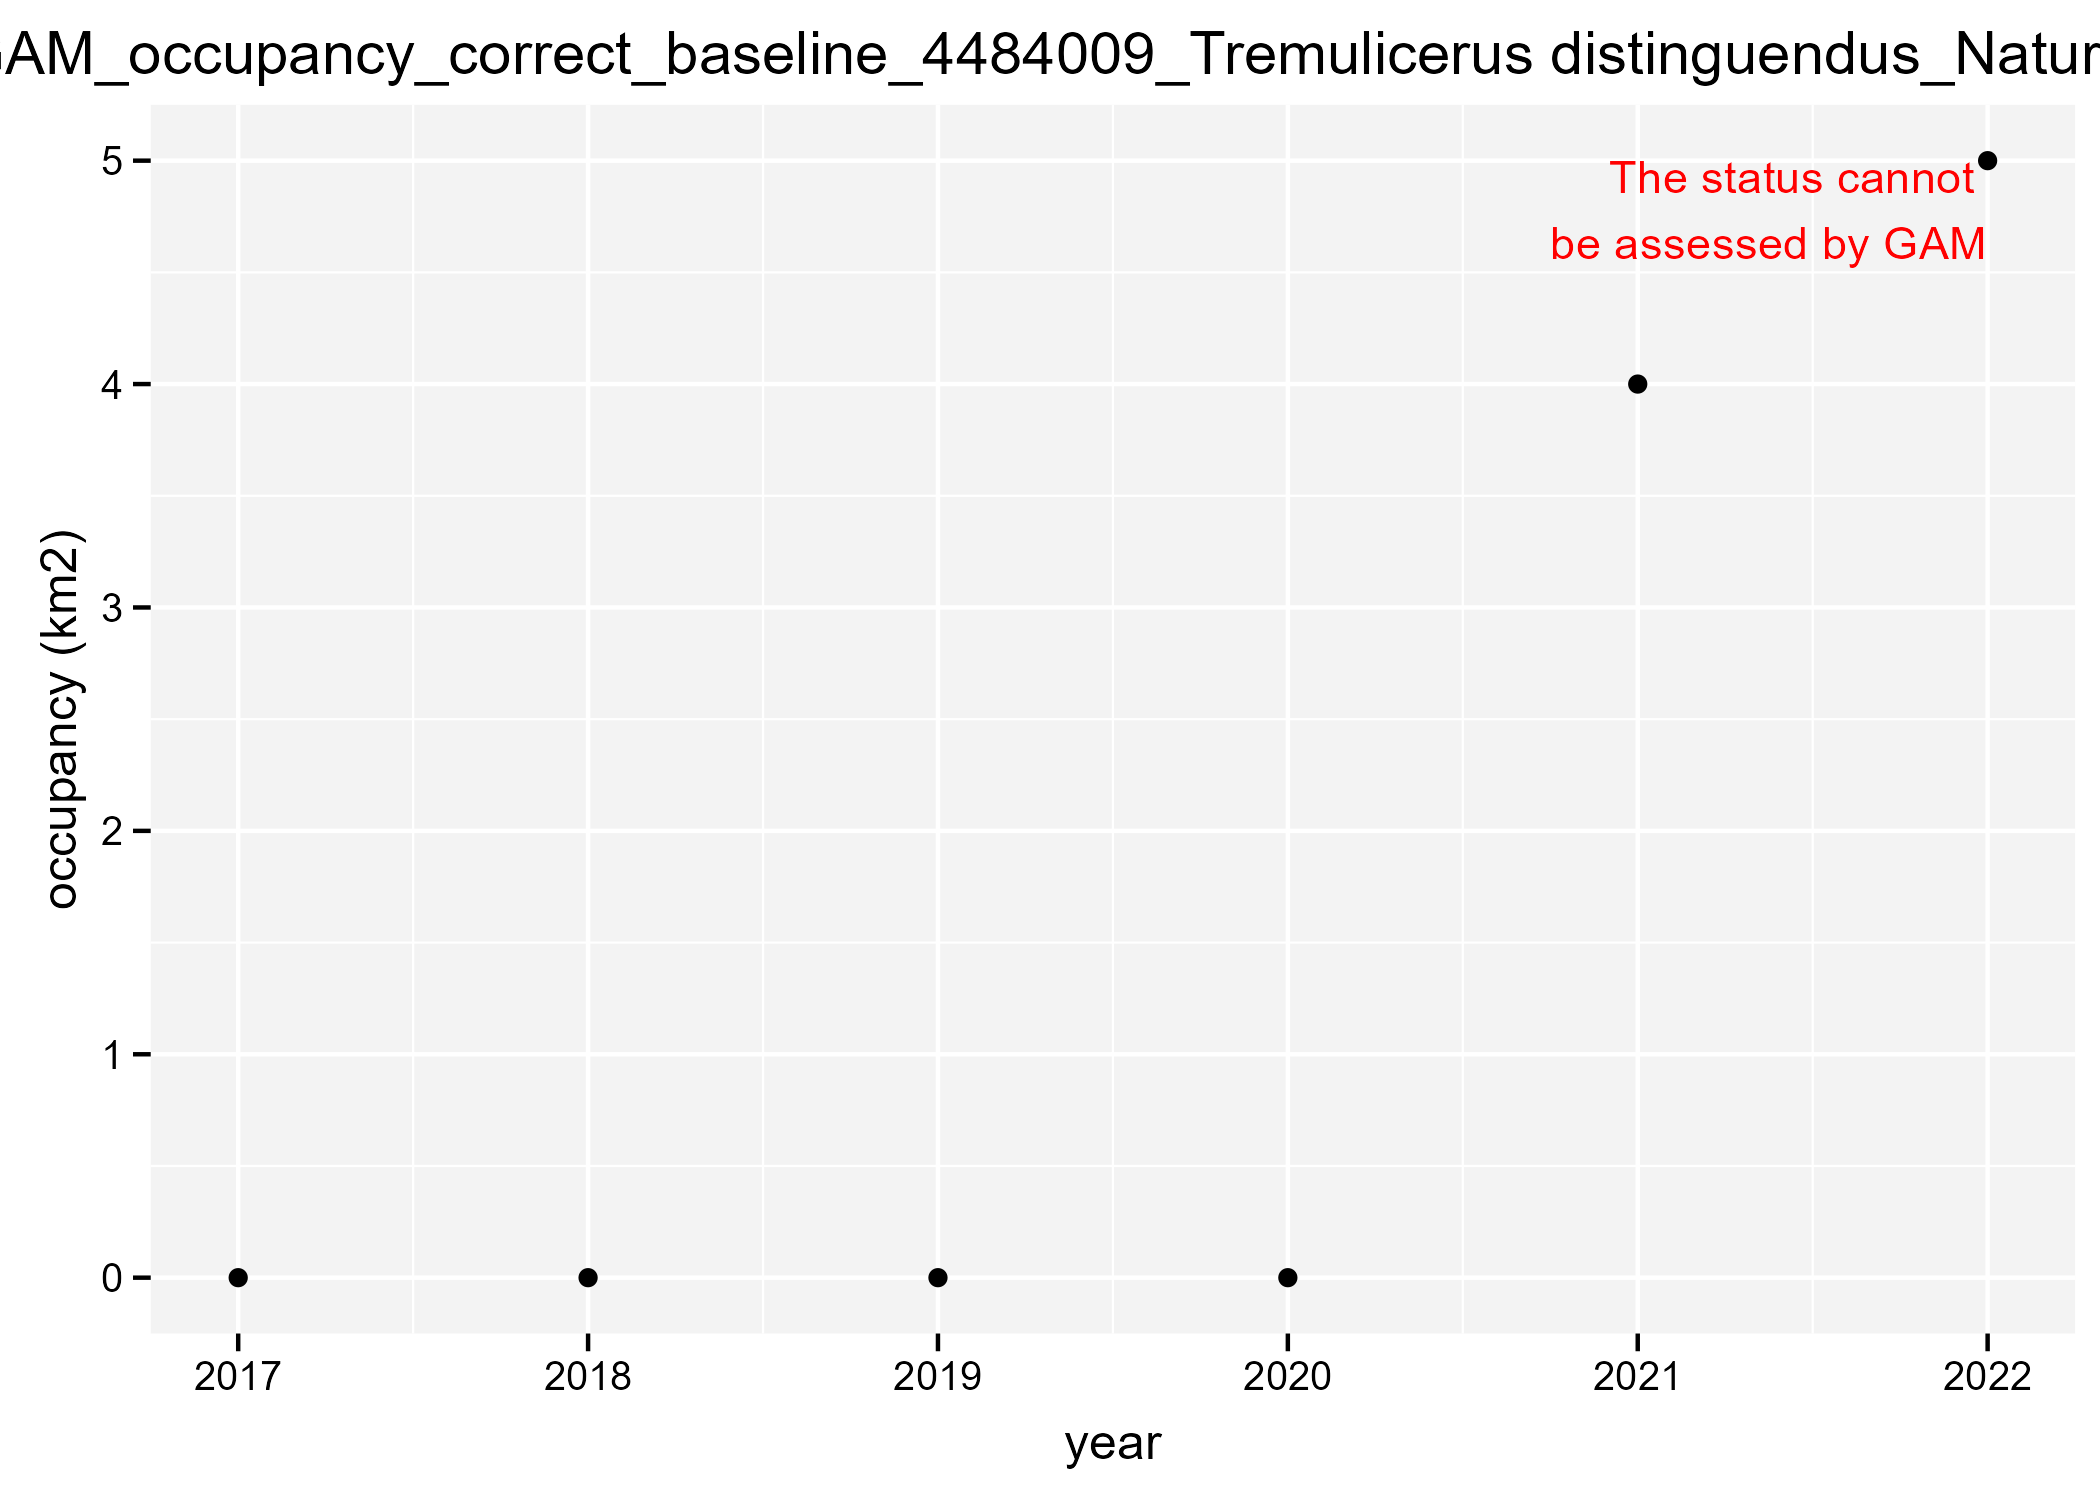 GAM_occupancy_correct_baseline_4484009_Tremulicerus distinguendus_Natur
The status cannot
be assessed by GAM
occupancy (km2)
5
4
3
2
1
0
2017 2018 2019 2020 2021 2022
year